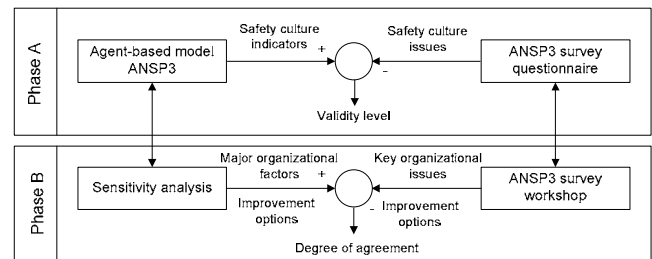 Phase A
Agent-based model
ANSP3
Safety culture
indicators
+
Safety culture
issues
-
ANSP3 survey
questionnaire
Validity level
Phase B
Sensitivity analysis
Major organizational
factors
+
Improvement
options
Key organizational
issues
-
Improvement
options
ANSP3 survey
workshop
Degree of agreement